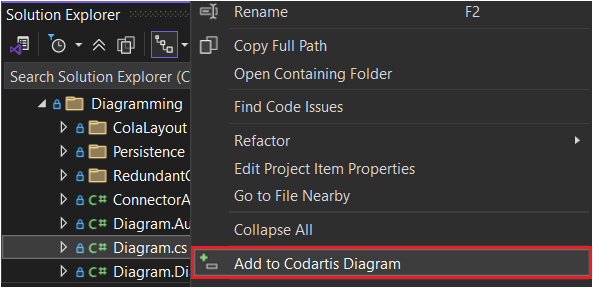 Solution Explorer
Search Solution Explorer (C
Diagramming
ColaLayout
Persistence
ConnectorA
Diagram.Au
C# Diagram.cs
C# Diagram.Di
Rename F2
Copy Full Path
Open Containing Folder
Find Code Issues
Refactor
Edit Project Item Properties
Go to File Nearby
Collapse All
Add to Codartis Diagram